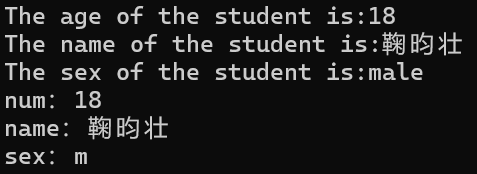 The age of the student is:18
The name of the student is:鞠昀壮
The sex of the student is:male
num: 18
name: 鞠昀壮
sex: m